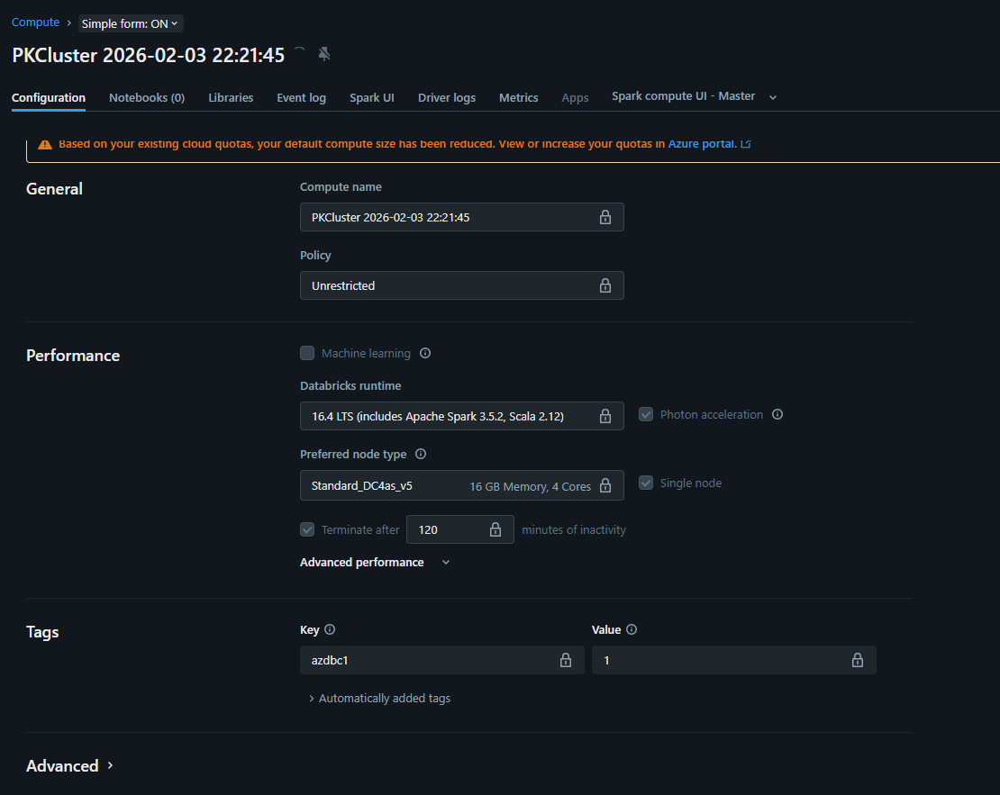 Compute › Simple form: ON
PKCluster 2026-02-03 22:21:45
Configuration Notebooks (0) Libraries Event log Spark UI Driver logs Metrics Apps Spark compute UI - Master
Based on your existing cloud quotas, your default compute size has been reduced. View or increase your quotas in Azure portal.
General
Compute name
PKCluster 2026-02-03 22:21:45
Policy
Unrestricted
Performance
Machine learning
Databricks runtime
16.4 LTS (includes Apache Spark 3.5.2, Scala 2.12) Photon acceleration
Preferred node type
Standard_DC4as_v5 16 GB Memory, 4 Cores Single node
Terminate after 120 minutes of inactivity
Advanced performance
Tags
Key Value
azdbc1 1
Automatically added tags
Advanced